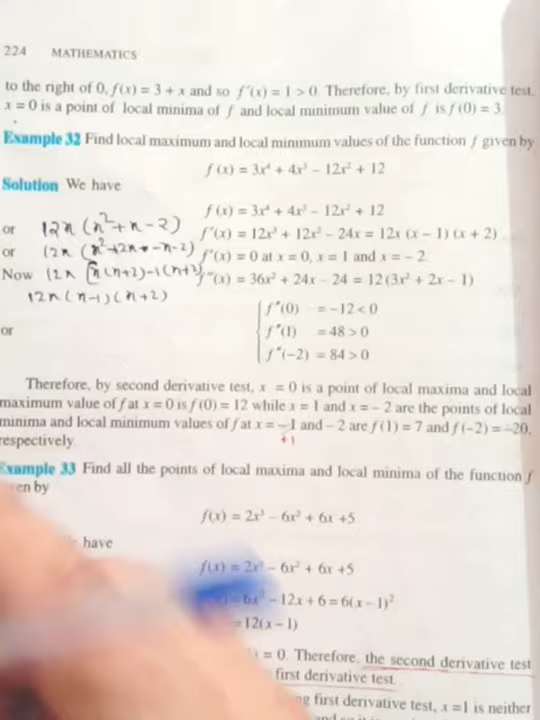 224 MATHEMATICS
to the right of 0, f(x) = 3 + x and so f′(x) = 1 > 0. Therefore, by first derivative test,
x = 0 is a point of local minima of f and local minimum value of f is f(0) = 3.
Example 32 Find local maximum and local minimum values of the function f given by
f (x) = 3x⁴ + 4x³ – 12x² + 12
Solution We have
f (x) = 3x⁴ + 4x³ – 12x² + 12
or 12x (x² + x - 2) f′(x) = 12x³ + 12x² – 24x = 12x (x – 1) (x + 2)
or 12x (x² + 2x - x - 2) f′(x) = 0 at x = 0, x = 1 and x = – 2
Now 12x [x (x+2) -1 (x+2) f″(x) = 36x² + 24x – 24 = 12 (3x² + 2x – 1)
12x (x-1) (x+2)
f″(0) = –12 < 0
or f″(1) = 48 > 0
f″(–2) = 84 > 0
Therefore, by second derivative test, x = 0 is a point of local maxima and local
maximum value of f at x = 0 is f (0) = 12 while x = 1 and x = – 2 are the points of local
minima and local minimum values of f at x = – 1 and – 2 are f (1) = 7 and f (–2) = –20,
+1
respectively.
Example 33 Find all the points of local maxima and local minima of the function f
en by
f(x) = 2x³ – 6x² + 6x +5
have
f(x) = 2x³ – 6x² + 6x +5
= 6x² – 12x + 6 = 6(x – 1)²
= 12(x – 1)
= 0. Therefore, the second derivative test
first derivative test.
first derivative test, x =1 is neither